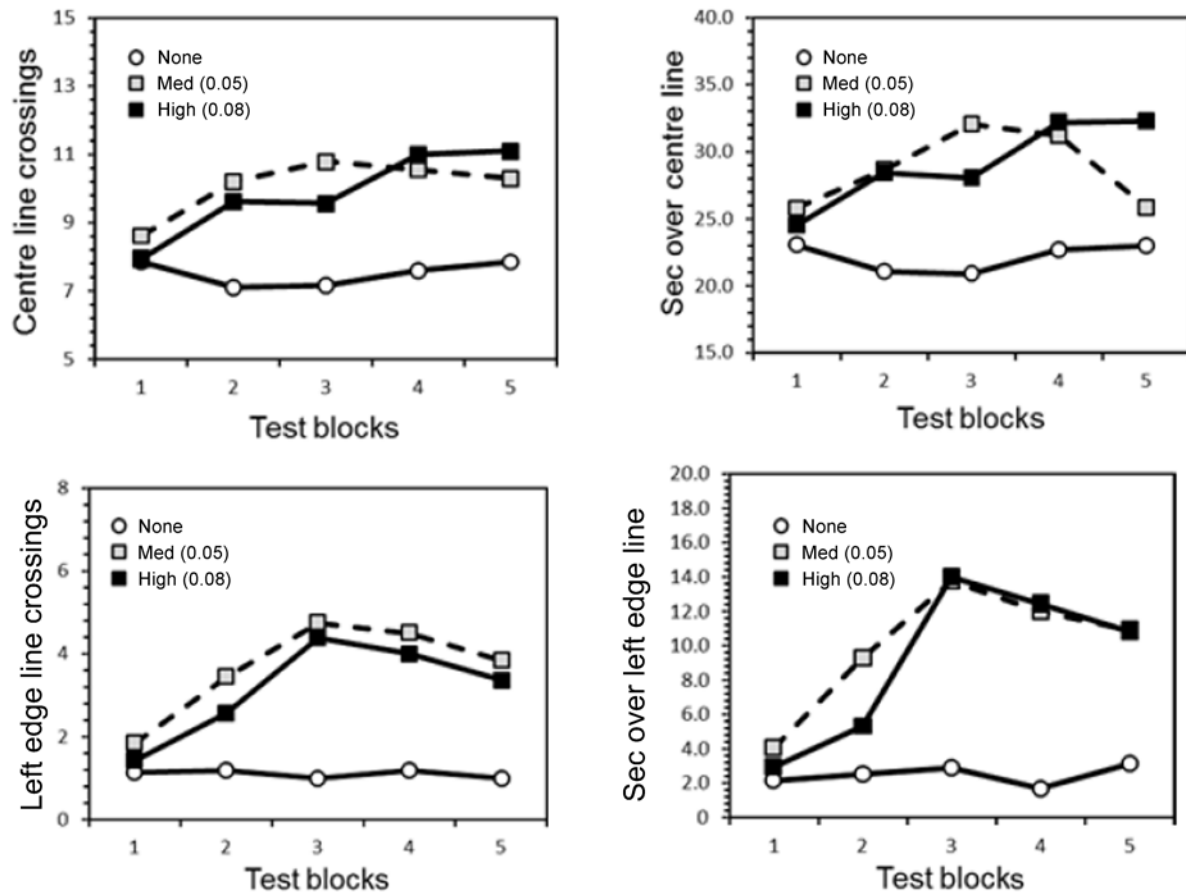 Centre line crossings
15
13
11
9
7
5
None
Med (0.05)
High (0.08)
1 2 3 4 5
Test blocks
Sec over centre line
40.0
35.0
30.0
25.0
20.0
15.0
None
Med (0.05)
High (0.08)
1 2 3 4 5
Test blocks
Left edge line crossings
8
6
4
2
0
None
Med (0.05)
High (0.08)
1 2 3 4 5
Test blocks
Sec over left edge line
20.0
18.0
16.0
14.0
12.0
10.0
8.0
6.0
4.0
2.0
0
None
Med (0.05)
High (0.08)
1 2 3 4 5
Test blocks